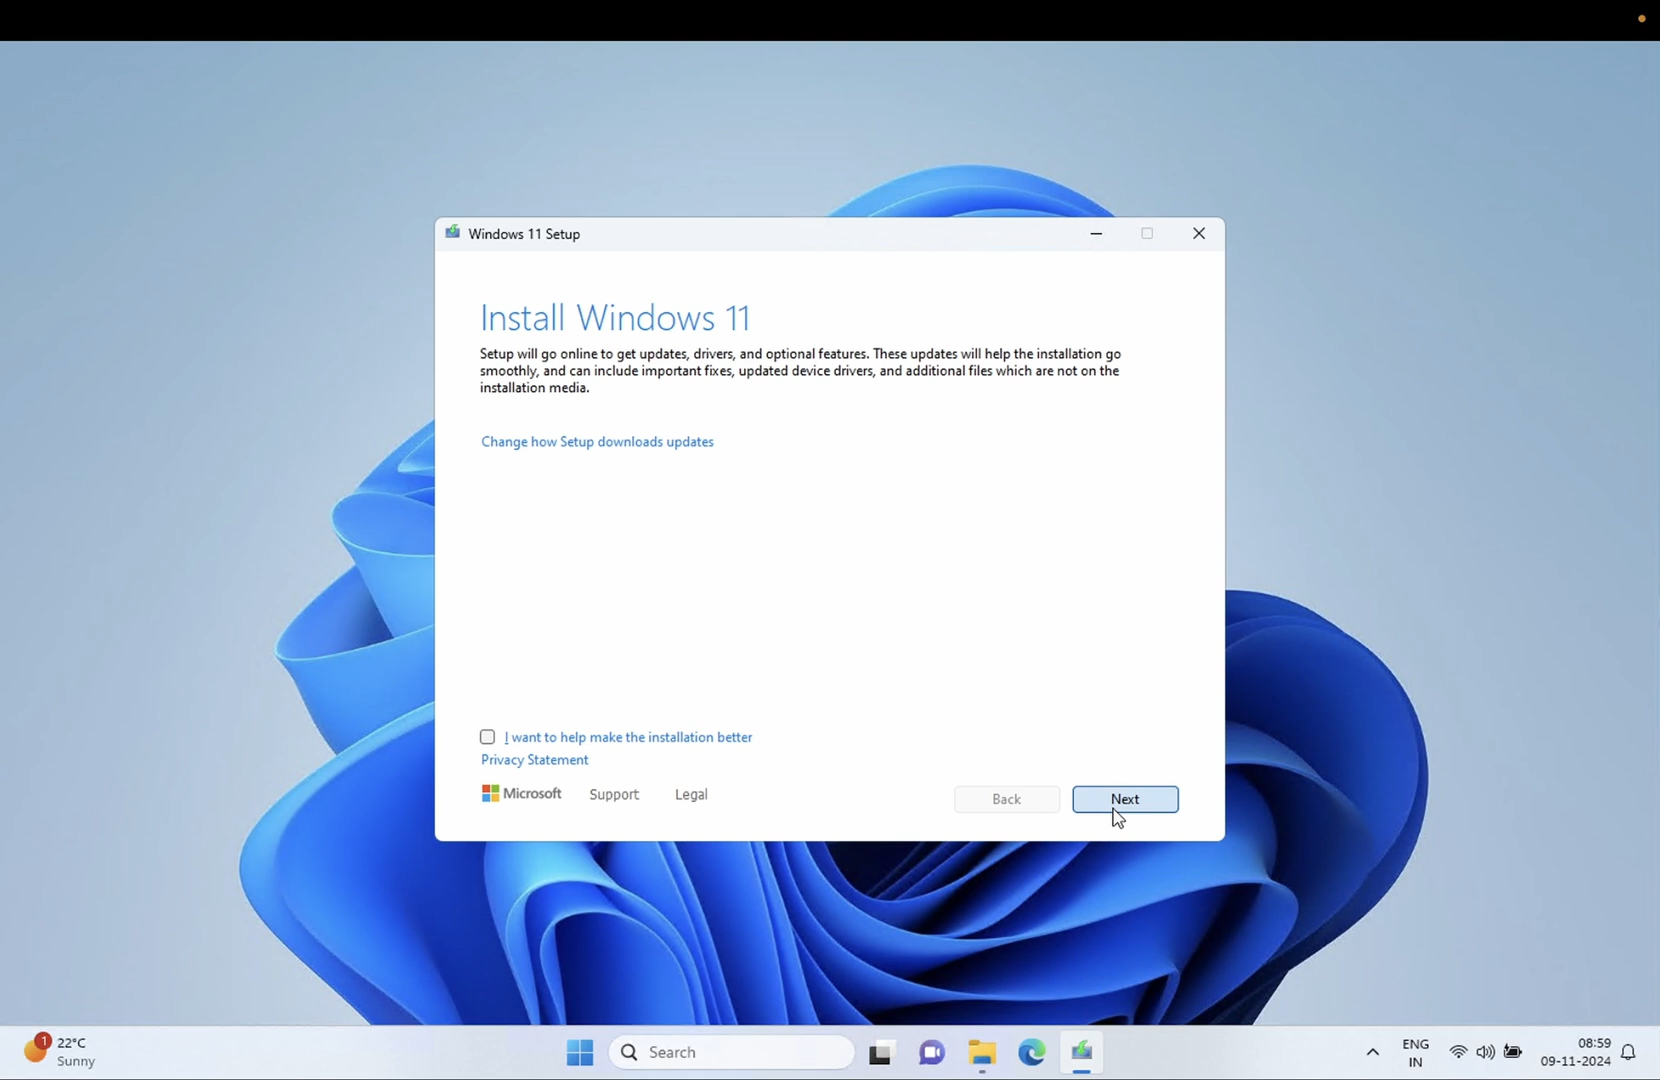 Windows 11 Setup
Install Windows 11
Setup will go online to get updates, drivers, and optional features. These updates will help the installation go
smoothly, and can include important fixes, updated device drivers, and additional files which are not on the
installation media.
Change how Setup downloads updates
I want to help make the installation better
Privacy Statement
Microsoft Support Legal Back Next
1
22°C
Sunny
Search
ENG
IN
08:59
09-11-2024